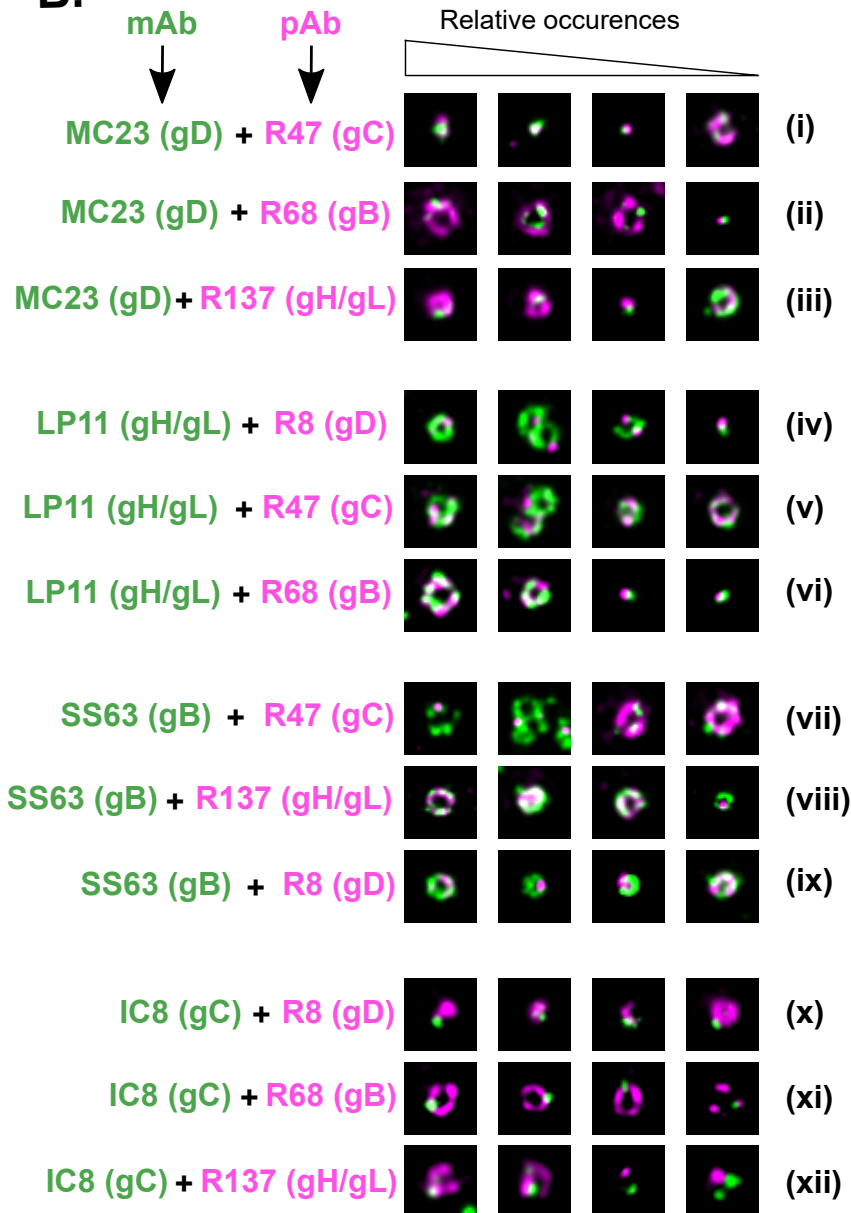 B.
mAb pAb Relative occurences
MC23 (gD) + R47 (gC) (i)
MC23 (gD) + R68 (gB) (ii)
MC23 (gD) + R137 (gH/gL) (iii)
LP11 (gH/gL) + R8 (gD) (iv)
LP11 (gH/gL) + R47 (gC) (v)
LP11 (gH/gL) + R68 (gB) (vi)
SS63 (gB) + R47 (gC) (vii)
SS63 (gB) + R137 (gH/gL) (viii)
SS63 (gB) + R8 (gD) (ix)
IC8 (gC) + R8 (gD) (x)
IC8 (gC) + R68 (gB) (xi)
IC8 (gC) + R137 (gH/gL) (xii)